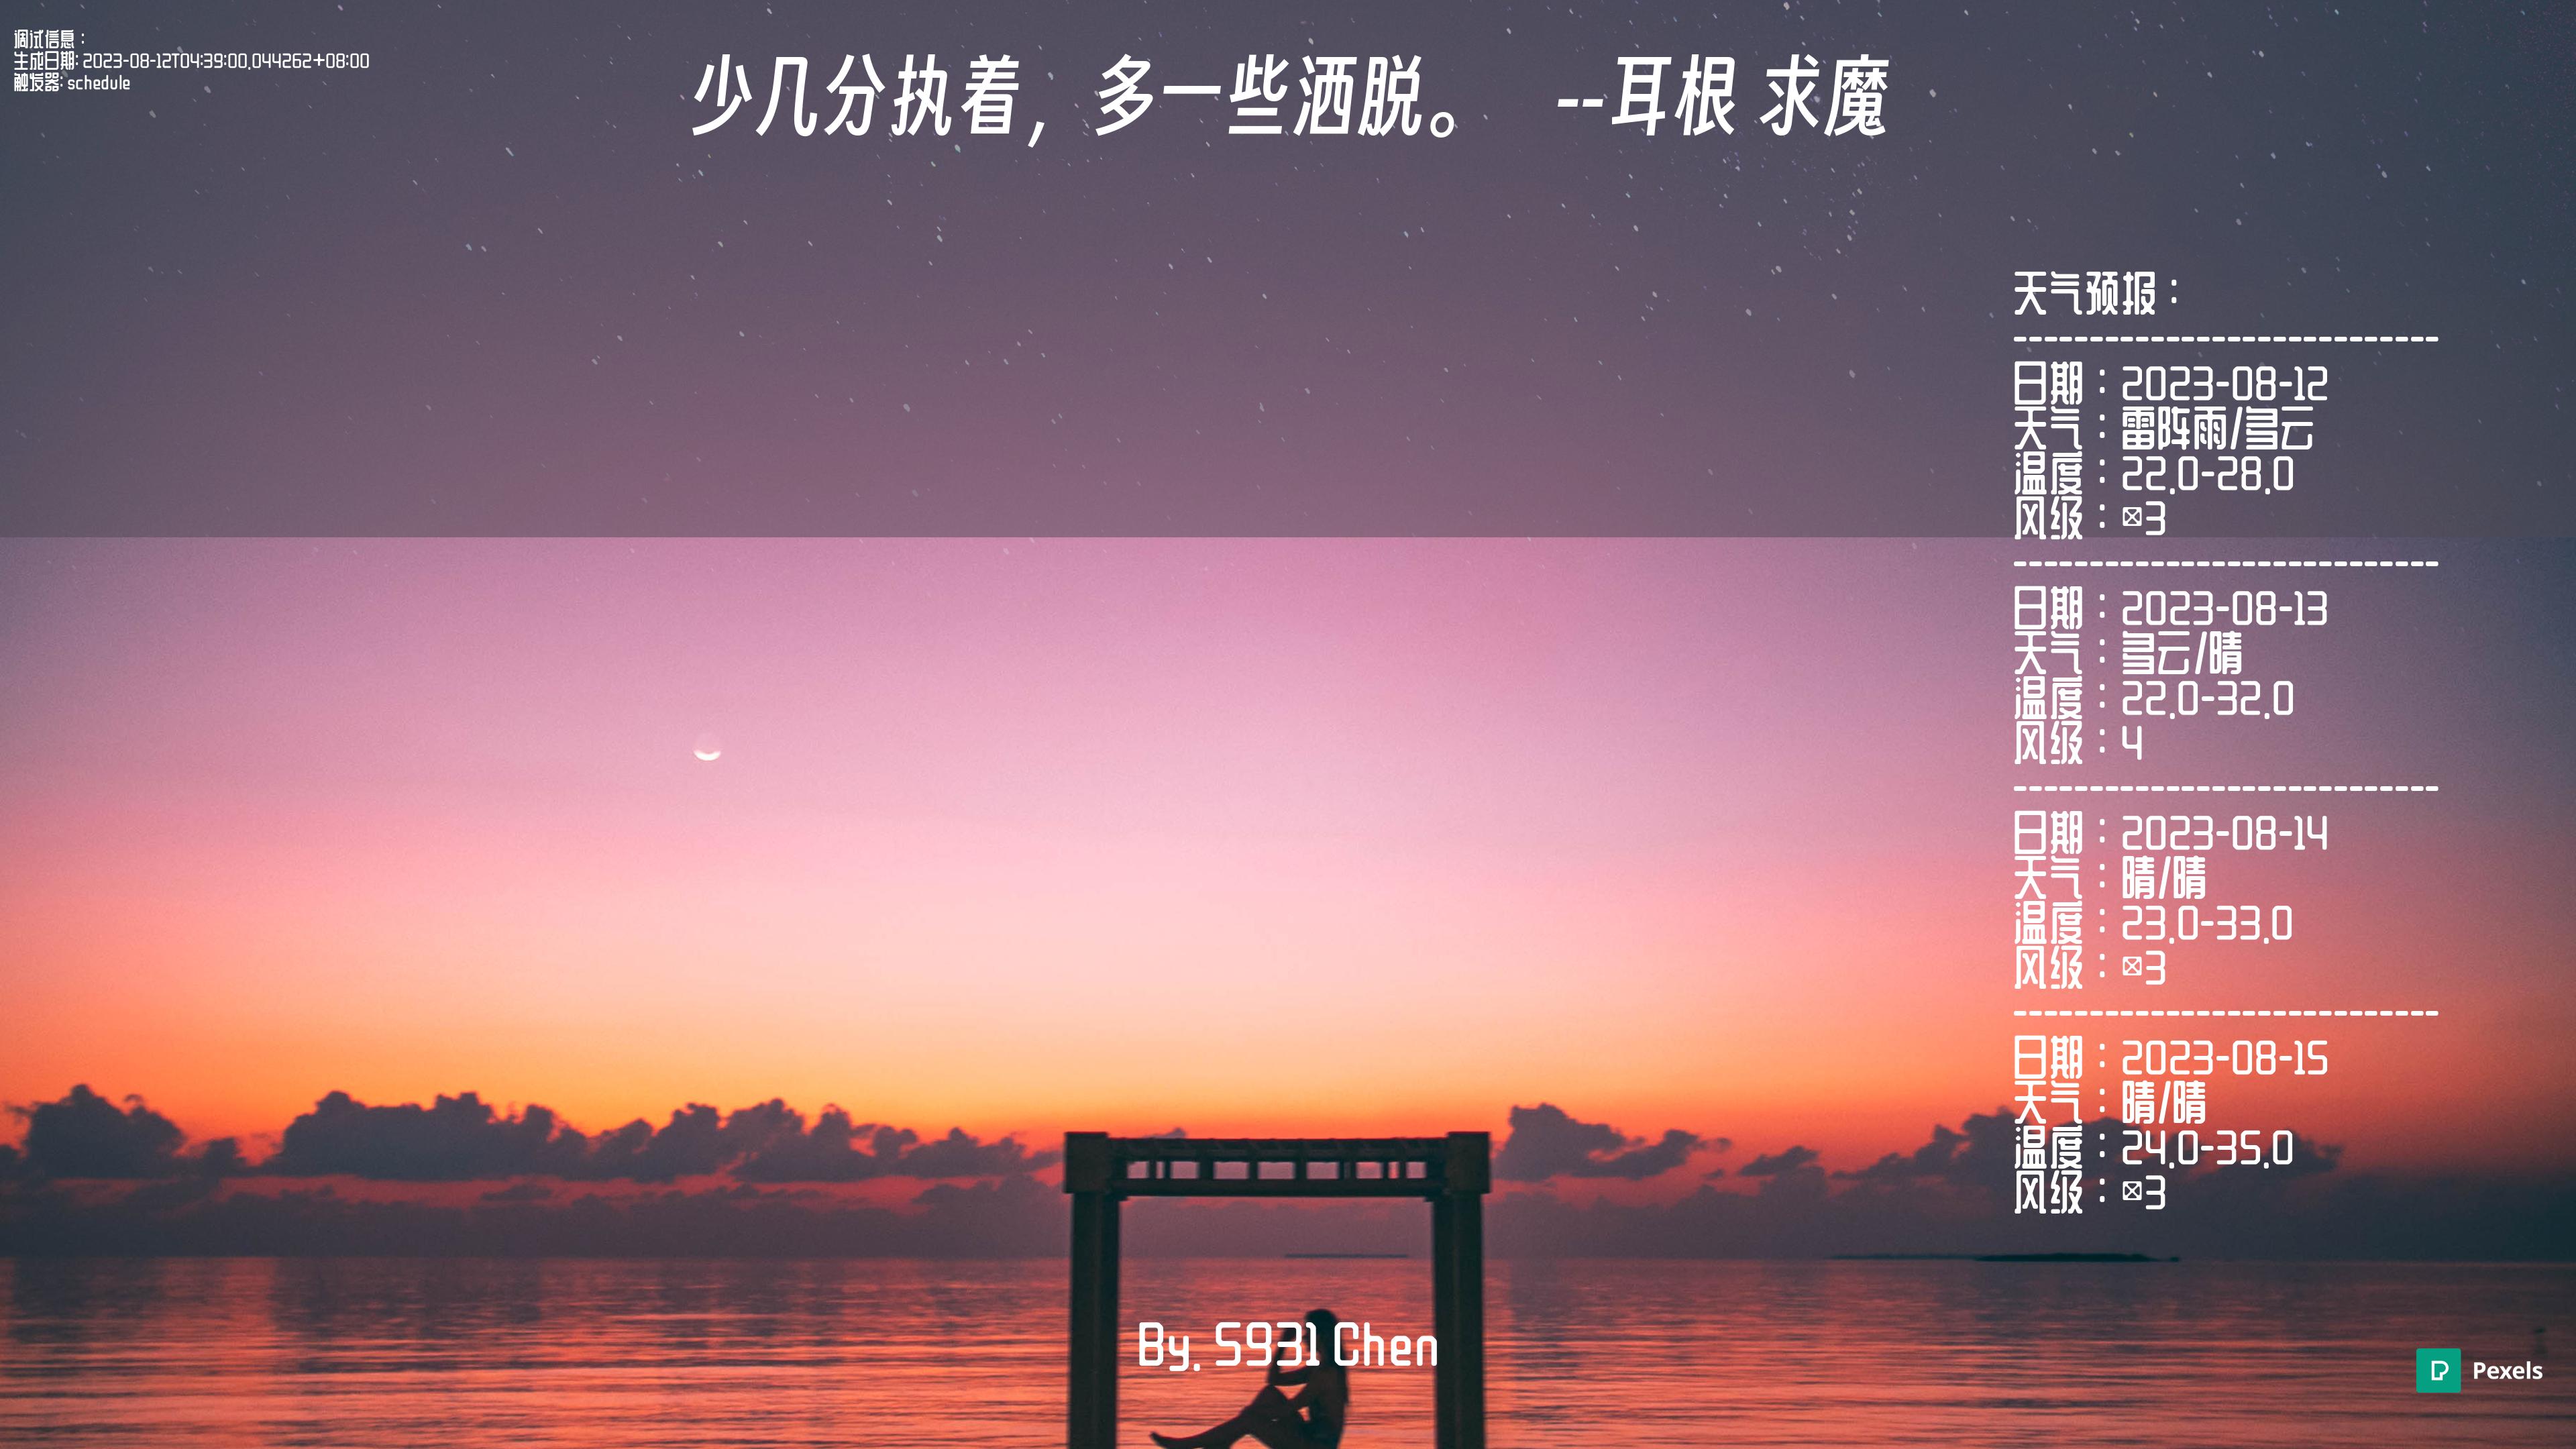 调试信息：
生成日期: 2023-08-12T04:39:00.044262+08:00
触发器: schedule
少几分执着，多一些洒脱。 --耳根 求魔
天气预报：
----------------------------
日期：2023-08-12
天气：雷阵雨/多云
温度：22.0-28.0
风级：☒3
----------------------------
日期：2023-08-13
天气：多云/晴
温度：22.0-32.0
风级：4
----------------------------
日期：2023-08-14
天气：晴/晴
温度：23.0-33.0
风级：☒3
----------------------------
日期：2023-08-15
天气：晴/晴
温度：24.0-35.0
风级：☒3
By. 5931 Chen
Pexels